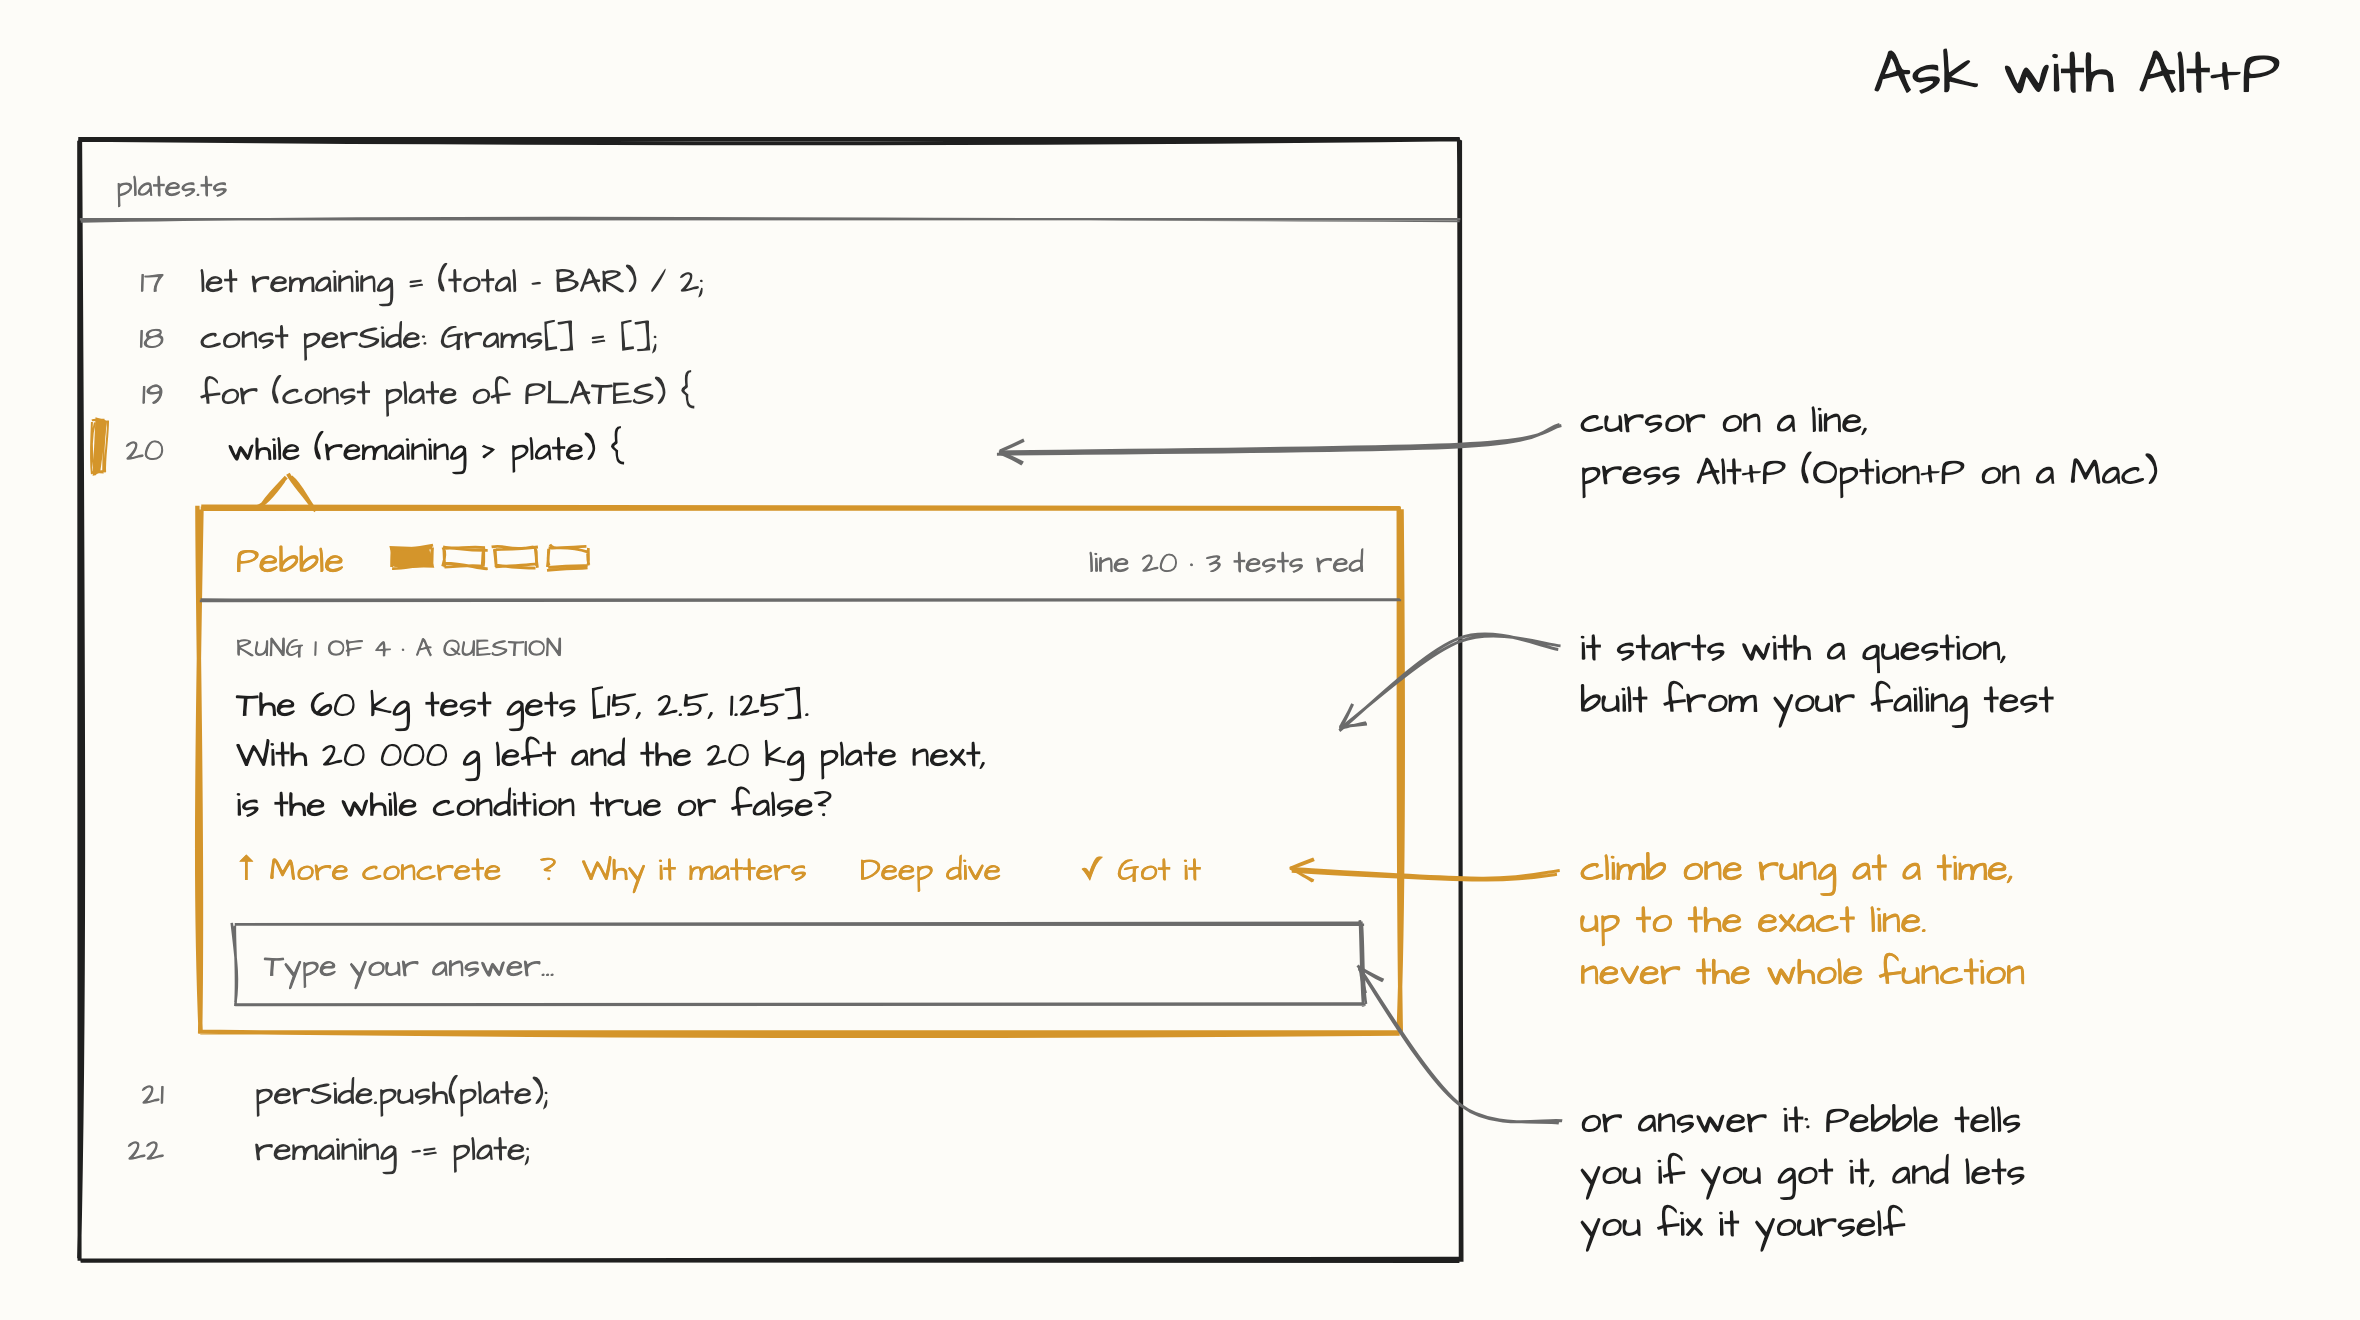 Ask with Alt+P
plates.ts
17 let remaining = (total - BAR) / 2;
18 const perSide: Grams[] = [];
19 for (const plate of PLATES) {
20 while (remaining > plate) {
cursor on a line,
press Alt+P (Option+P on a Mac)
Pebble
line 20 · 3 tests red
RUNG 1 OF 4 · A QUESTION
The 60 kg test gets [15, 2.5, 1.25].
With 20 000 g left and the 20 kg plate next,
is the while condition true or false?
it starts with a question,
built from your failing test
↑ More concrete ? Why it matters Deep dive ✓ Got it
climb one rung at a time,
up to the exact line.
never the whole function
Type your answer...
or answer it: Pebble tells
you if you got it, and lets
you fix it yourself
21 perSide.push(plate);
22 remaining -= plate;